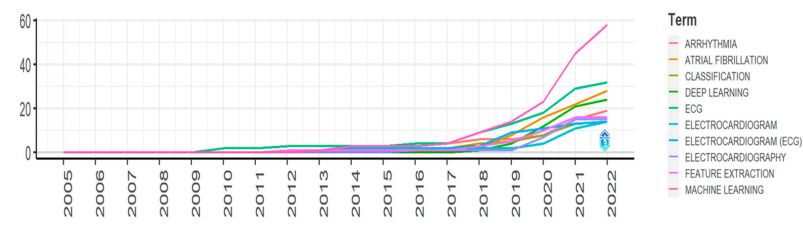 Term
60
40
20
0
ARRHYTHMIA
ATRIAL FIBRILLATION
CLASSIFICATION
DEEP LEARNING
ECG
ELECTROCARDIOGRAM
ELECTROCARDIOGRAM (ECG)
ELECTROCARDIOGRAPHY
FEATURE EXTRACTION
MACHINE LEARNING
2005 2006 2007 2008 2009 2010 2011 2012 2013 2014 2015 2016 2017 2018 2019 2020 2021 2022